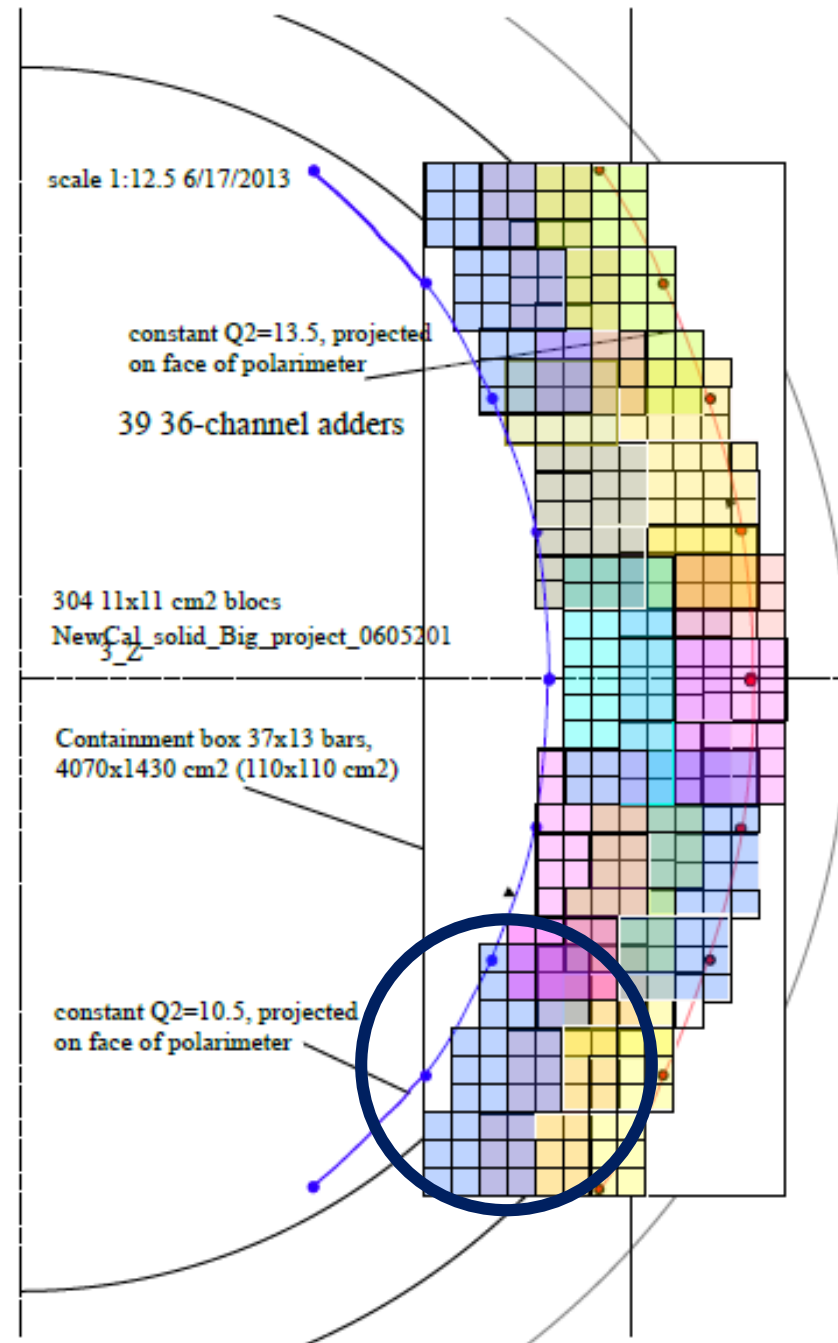 scale 1:12.5 6/17/2013
constant Q2=13.5, projected
on face of polarimeter
39 36-channel adders
304 11x11 cm2 blocs
NewCal_solid_Big_project_0605201
3_Z
Containment box 37x13 bars,
4070x1430 cm2 (110x110 cm2)
constant Q2=10.5, projected
on face of polarimeter